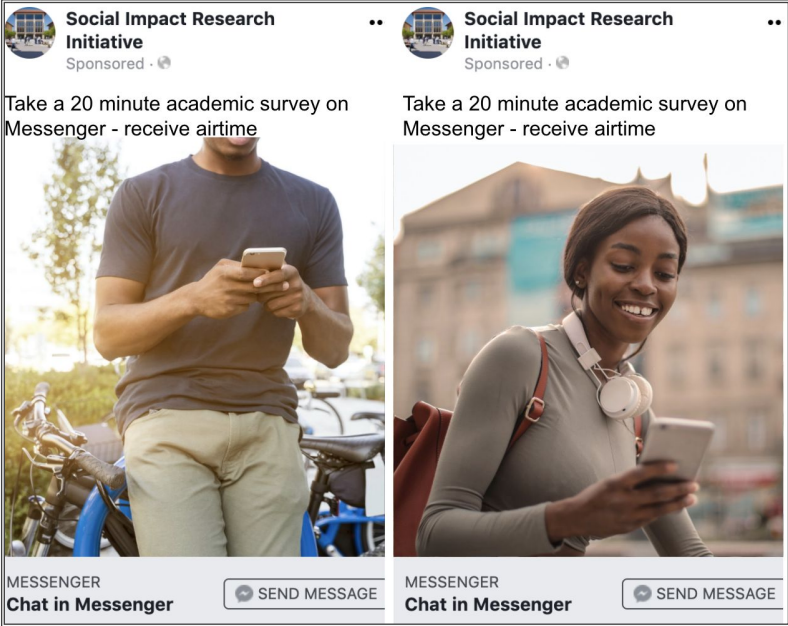 Social Impact Research
Initiative
Sponsored ·
Take a 20 minute academic survey on
Messenger - receive airtime
MESSENGER
Chat in Messenger
SEND MESSAGE
Social Impact Research
Initiative
Sponsored ·
Take a 20 minute academic survey on
Messenger - receive airtime
MESSENGER
Chat in Messenger
SEND MESSAGE